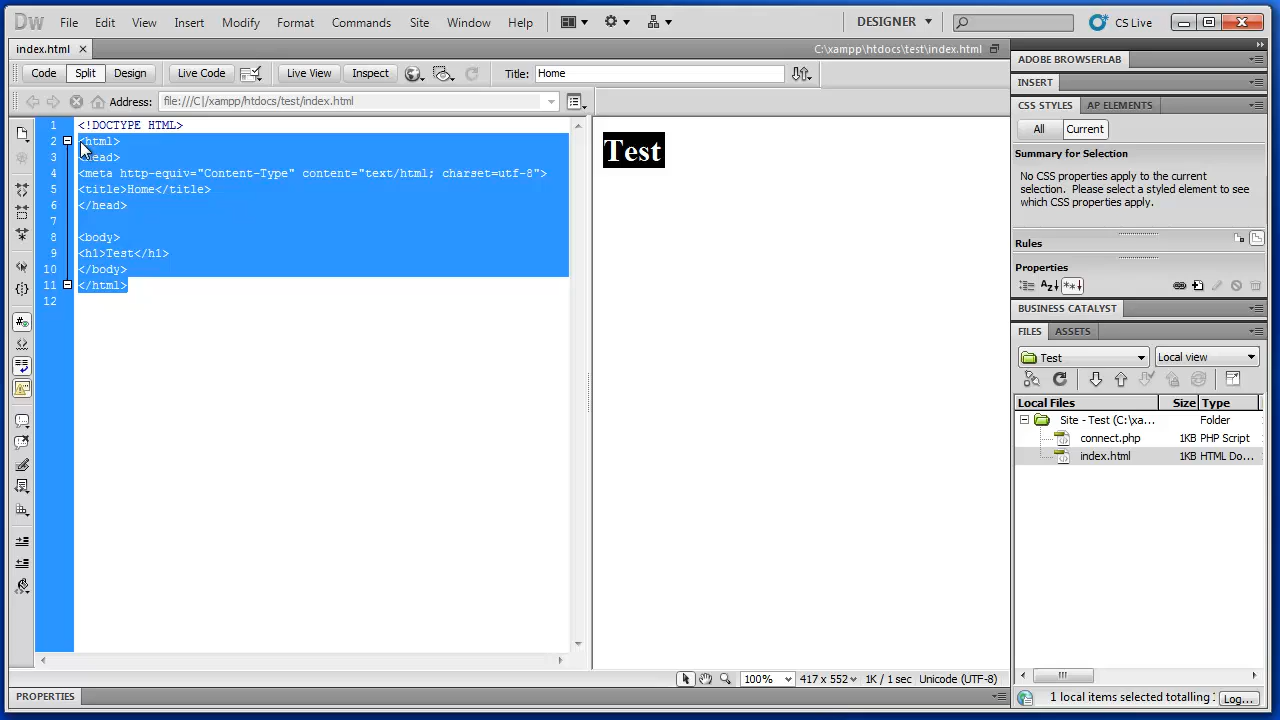 Dw File Edit View Insert Modify Format Commands Site Window Help DESIGNER CS Live
index.html C:\xampp\htdocs\test\index.html
Code Split Design Live Code Live View Inspect Title: Home
Address: file:///C|/xampp/htdocs/test/index.html
1 <!DOCTYPE HTML>
2 <html>
3 <head>
4 <meta http-equiv="Content-Type" content="text/html; charset=utf-8">
5 <title>Home</title>
6 </head>
7
8 <body>
9 <h1>Test</h1>
10 </body>
11 </html>
12
Test
100% 417 x 552 1K / 1 sec Unicode (UTF-8)
PROPERTIES
ADOBE BROWSERLAB
INSERT
CSS STYLES AP ELEMENTS
All Current
Summary for Selection
No CSS properties apply to the current
selection. Please select a styled element to see
which CSS properties apply.
Rules
Properties
BUSINESS CATALYST
FILES ASSETS
Test Local view
Local Files Size Type
Site - Test (C:\xa... Folder
connect.php 1KB PHP Script
index.html 1KB HTML Do...
1 local items selected totalling Log...